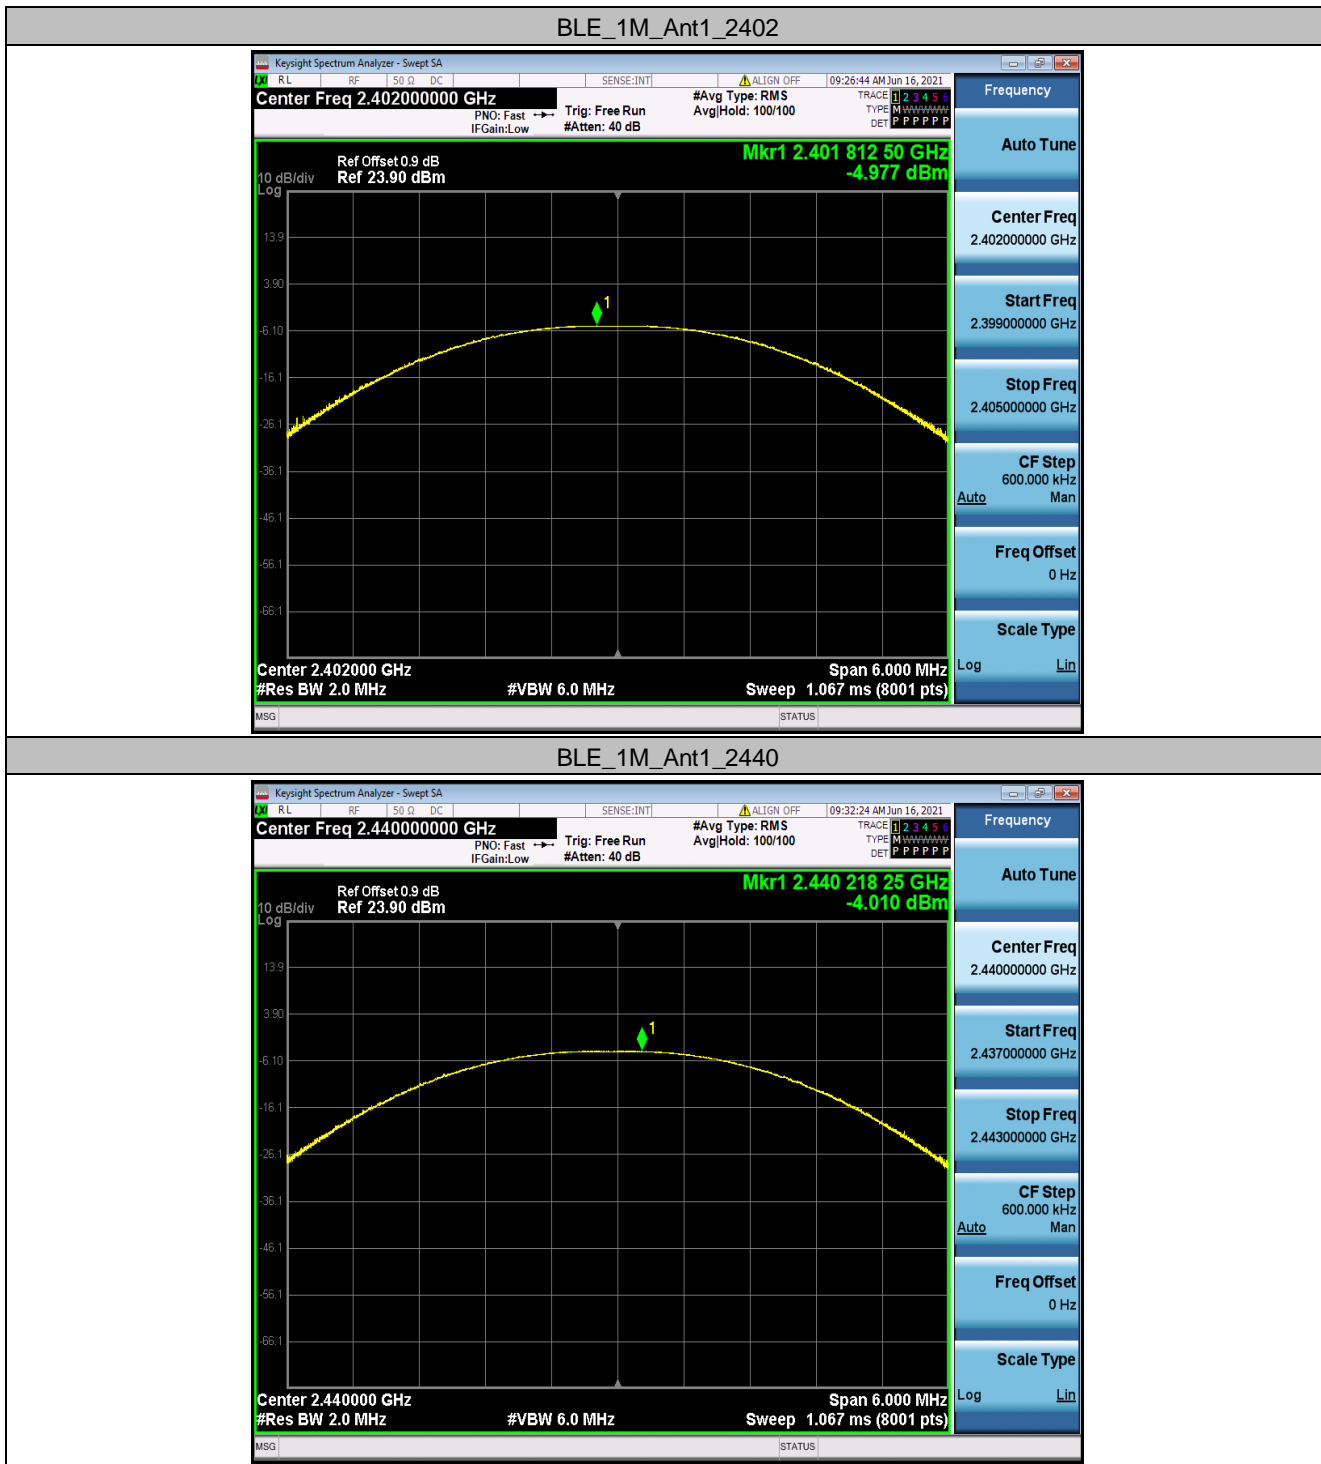 BLE_1M_Ant1_2402
Keysight Spectrum Analyzer - Swept SA
LXI RL RF 50 Ω DC SENSE:INT ALIGN OFF 09:26:44 AM Jun 16, 2021
Center Freq 2.402000000 GHz
PNO: Fast
IFGain:Low
Trig: Free Run
#Atten: 40 dB
#Avg Type: RMS
Avg|Hold: 100/100
TRACE 1 2 3 4 5 6
TYPE M WWWWW
DET P P P P P P
Frequency
Auto Tune
Mkr1 2.401 812 50 GHz
-4.977 dBm
Ref Offset 0.9 dB
10 dB/div Ref 23.90 dBm
Log
13.9
3.90
-6.10
-16.1
-26.1
-36.1
-46.1
-56.1
-66.1
1
Center Freq
2.402000000 GHz
Start Freq
2.399000000 GHz
Stop Freq
2.405000000 GHz
CF Step
600.000 kHz
Auto Man
Freq Offset
0 Hz
Scale Type
Log Lin
Center 2.402000 GHz Span 6.000 MHz
#Res BW 2.0 MHz #VBW 6.0 MHz Sweep 1.067 ms (8001 pts)
MSG STATUS
BLE_1M_Ant1_2440
Keysight Spectrum Analyzer - Swept SA
LXI RL RF 50 Ω DC SENSE:INT ALIGN OFF 09:32:24 AM Jun 16, 2021
Center Freq 2.440000000 GHz
PNO: Fast
IFGain:Low
Trig: Free Run
#Atten: 40 dB
#Avg Type: RMS
Avg|Hold: 100/100
TRACE 1 2 3 4 5 6
TYPE M WWWWW
DET P P P P P P
Frequency
Auto Tune
Mkr1 2.440 218 25 GHz
-4.010 dBm
Ref Offset 0.9 dB
10 dB/div Ref 23.90 dBm
Log
13.9
3.90
-6.10
-16.1
-26.1
-36.1
-46.1
-56.1
-66.1
1
Center Freq
2.440000000 GHz
Start Freq
2.437000000 GHz
Stop Freq
2.443000000 GHz
CF Step
600.000 kHz
Auto Man
Freq Offset
0 Hz
Scale Type
Log Lin
Center 2.440000 GHz Span 6.000 MHz
#Res BW 2.0 MHz #VBW 6.0 MHz Sweep 1.067 ms (8001 pts)
MSG STATUS